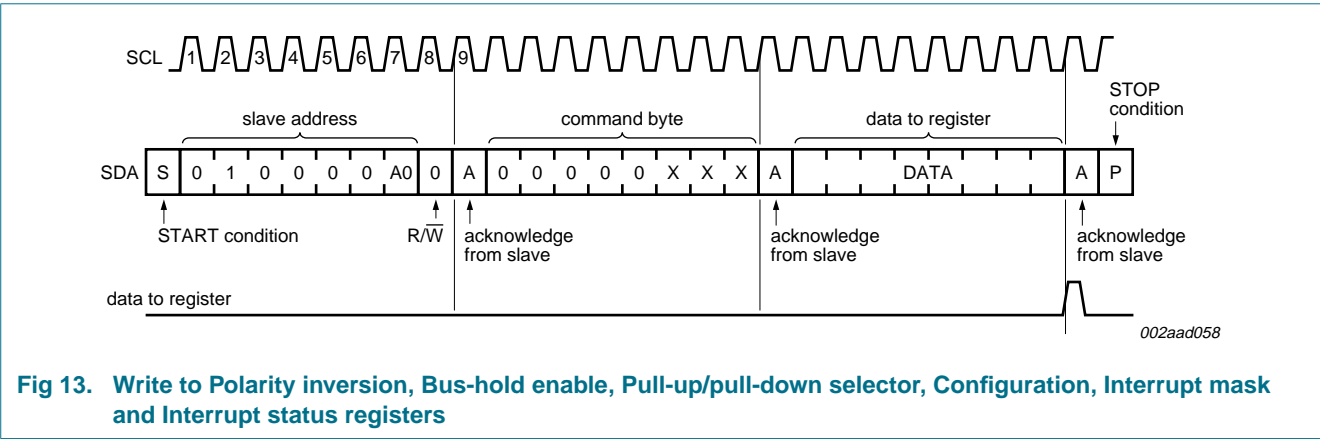 SCL 1 2 3 4 5 6 7 8 9
STOP
condition
slave address command byte data to register
SDA S 0 1 0 0 0 0 A0 0 A 0 0 0 0 0 X X X A DATA A P
START condition R/W̅ acknowledge
from slave acknowledge
from slave acknowledge
from slave
data to register
002aad058
Fig 13. Write to Polarity inversion, Bus-hold enable, Pull-up/pull-down selector, Configuration, Interrupt mask
and Interrupt status registers